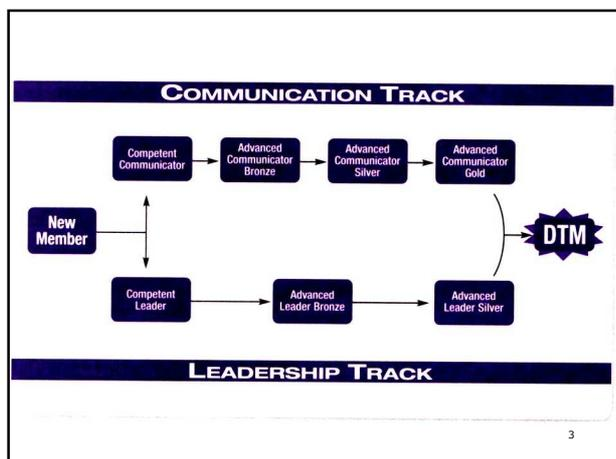 COMMUNICATION TRACK
Competent
Communicator
Advanced
Communicator
Bronze
Advanced
Communicator
Silver
Advanced
Communicator
Gold
New
Member
DTM
Competent
Leader
Advanced
Leader Bronze
Advanced
Leader Silver
LEADERSHIP TRACK
3